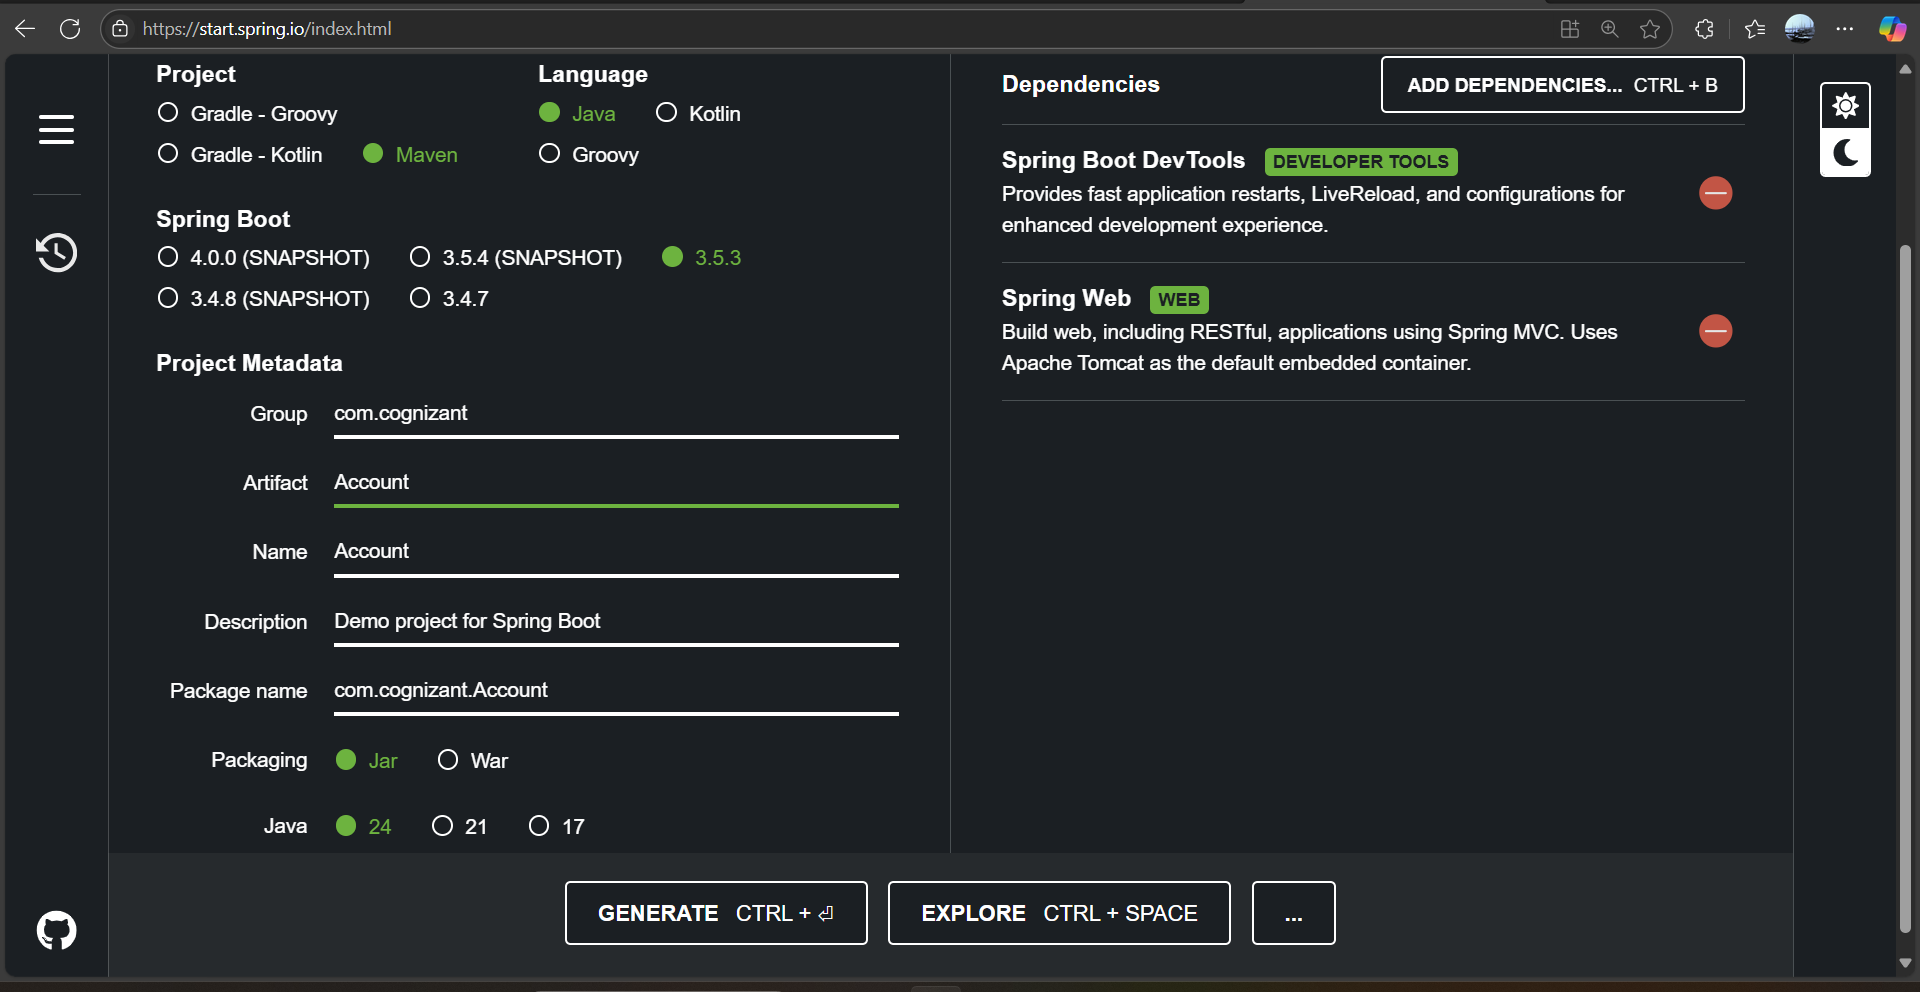 https://start.spring.io/index.html
Project
Gradle - Groovy
Gradle - Kotlin Maven
Language
Java Kotlin
Groovy
Spring Boot
4.0.0 (SNAPSHOT) 3.5.4 (SNAPSHOT) 3.5.3
3.4.8 (SNAPSHOT) 3.4.7
Project Metadata
Group com.cognizant
Artifact Account
Name Account
Description Demo project for Spring Boot
Package name com.cognizant.Account
Packaging Jar War
Java 24 21 17
Dependencies ADD DEPENDENCIES... CTRL + B
Spring Boot DevTools DEVELOPER TOOLS
Provides fast application restarts, LiveReload, and configurations for
enhanced development experience.
Spring Web WEB
Build web, including RESTful, applications using Spring MVC. Uses
Apache Tomcat as the default embedded container.
GENERATE CTRL + ⏎ EXPLORE CTRL + SPACE ...